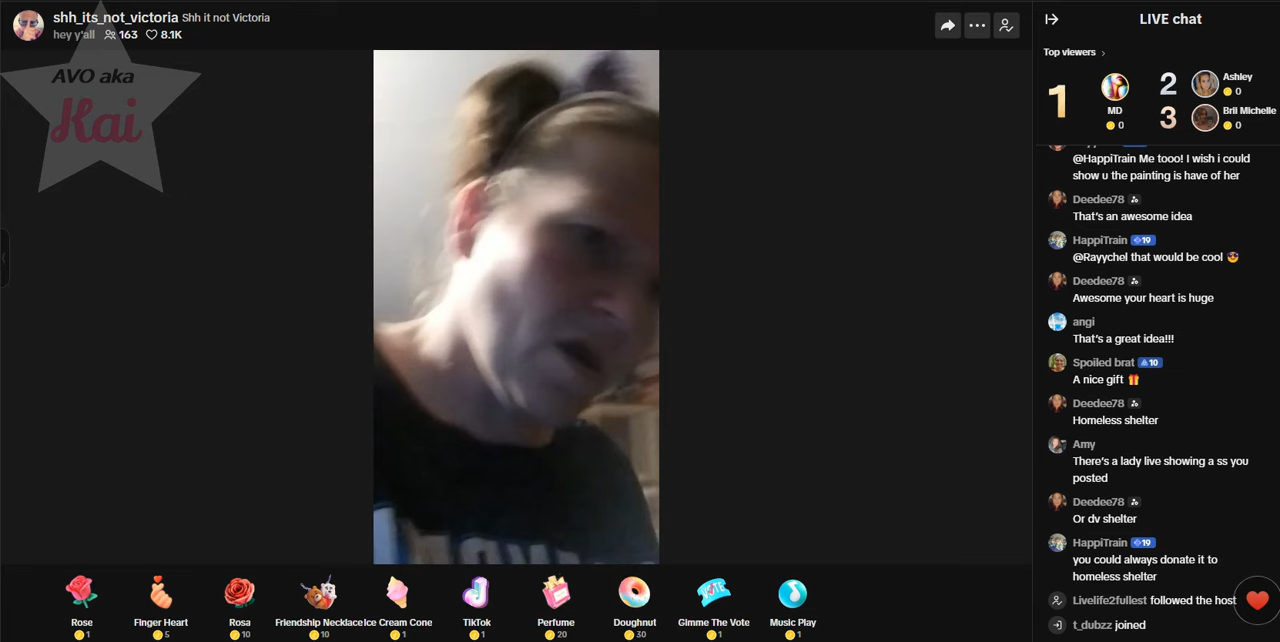 shh_its_not_victoria Shh it not Victoria
hey y'all 163 8.1K
AVO aka
Kai
LIVE chat
Top viewers
1
MD
0
2
Ashley
0
3
Bril Michelle
0
@HappiTrain Me tooo! I wish i could
show u the painting is have of her
Deedee78
That's an awesome idea
HappiTrain 19
@Rayychel that would be cool
Deedee78
Awesome your heart is huge
angi
That's a great idea!!!
Spoiled brat 10
A nice gift
Deedee78
Homeless shelter
Amy
There's a lady live showing a ss you
posted
Deedee78
Or dv shelter
HappiTrain 19
you could always donate it to
homeless shelter
Livelife2fullest followed the host
t_dubzz joined
Rose
1
Finger Heart
5
Rosa
10
Friendship Necklace
10
Ice Cream Cone
1
TikTok
1
Perfume
20
Doughnut
30
VOTE
Gimme The Vote
1
Music Play
1